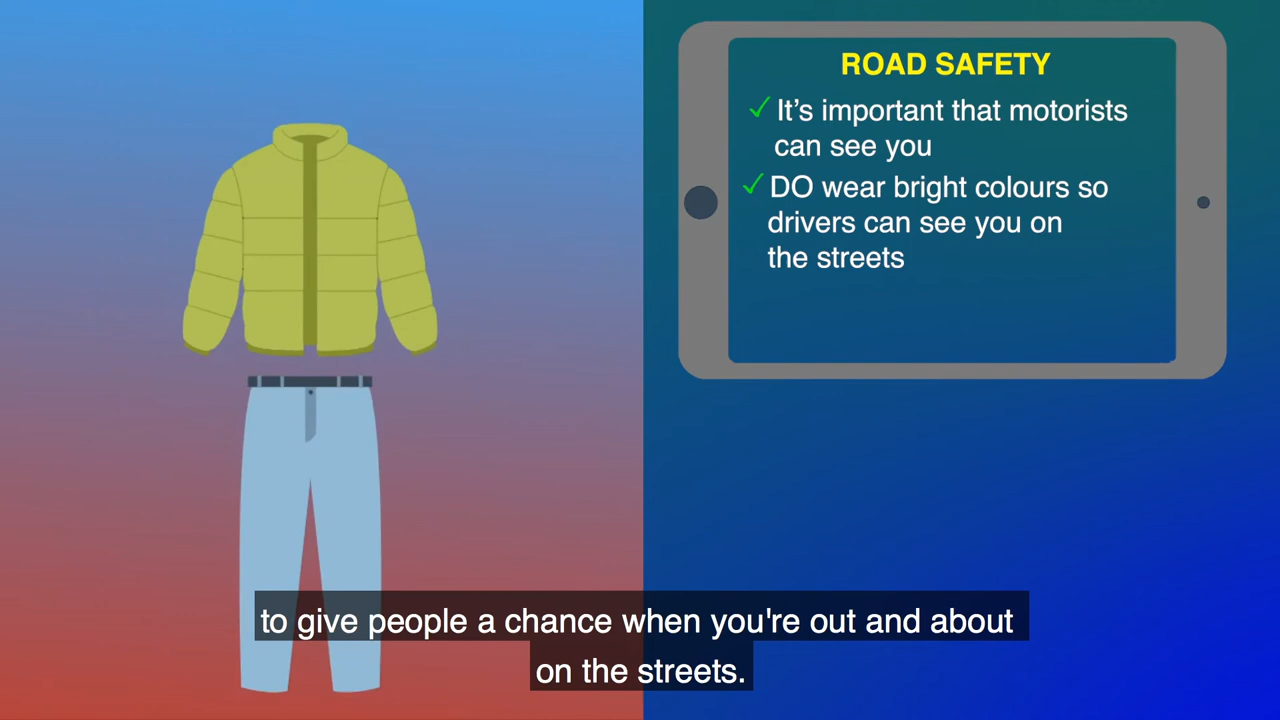 ROAD SAFETY
✓ It's important that motorists
can see you
✓ DO wear bright colours so
drivers can see you on
the streets
to give people a chance when you're out and about
on the streets.